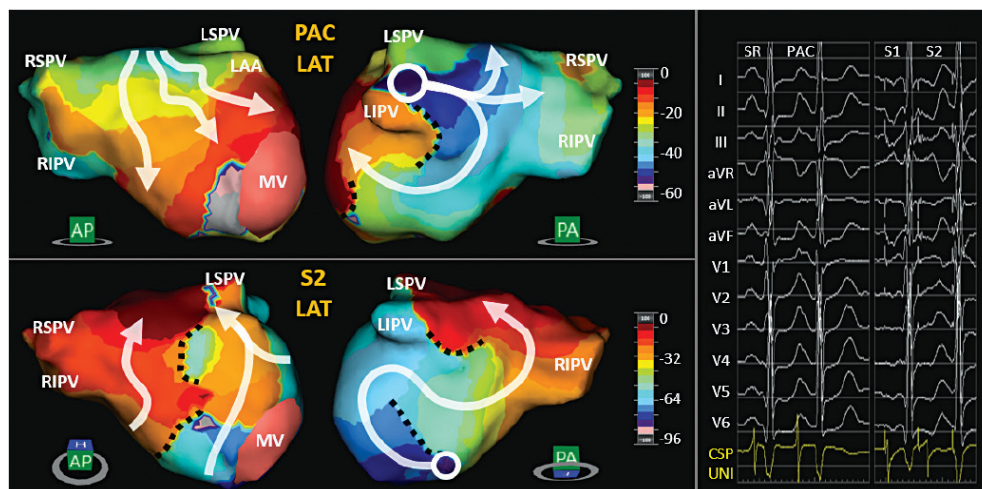 LSPV
PAC
LAT
RSPV
LAA
RIPV
MV
AP
LSPV
RSPV
LIPV
RIPV
PA
0
-20
-40
-60
S2
LAT
LSPV
RSPV
RIPV
MV
AP
LSPV
LIPV
RIPV
PA
0
-32
-64
-96
SR PAC S1 S2
I
II
III
aVR
aVL
aVF
V1
V2
V3
V4
V5
V6
CSP
UNI